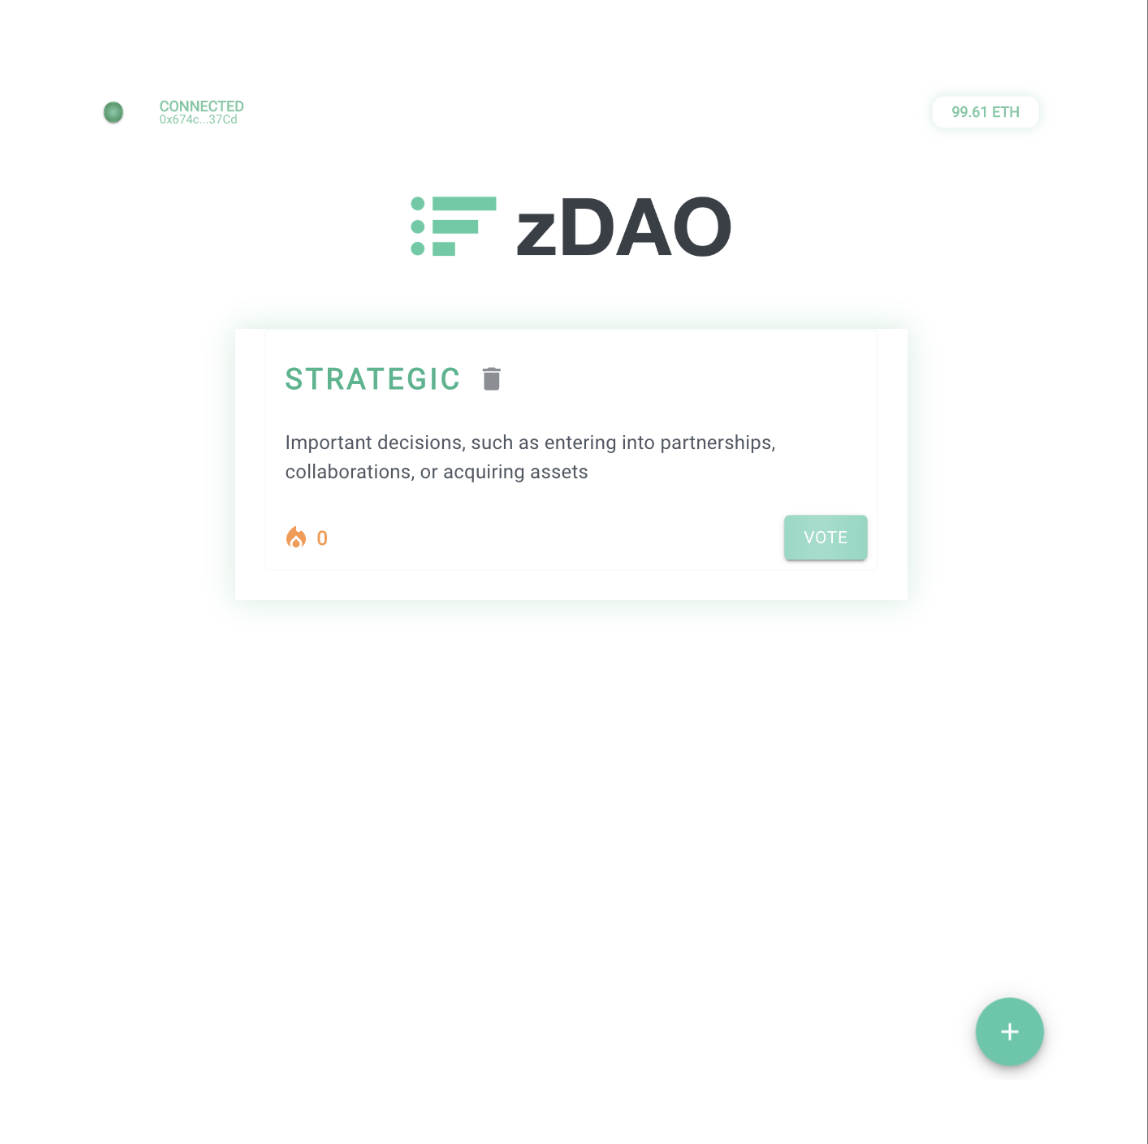 CONNECTED
0x674c...37Cd
99.61 ETH
zDAO
STRATEGIC
Important decisions, such as entering into partnerships,
collaborations, or acquiring assets
0
VOTE
+